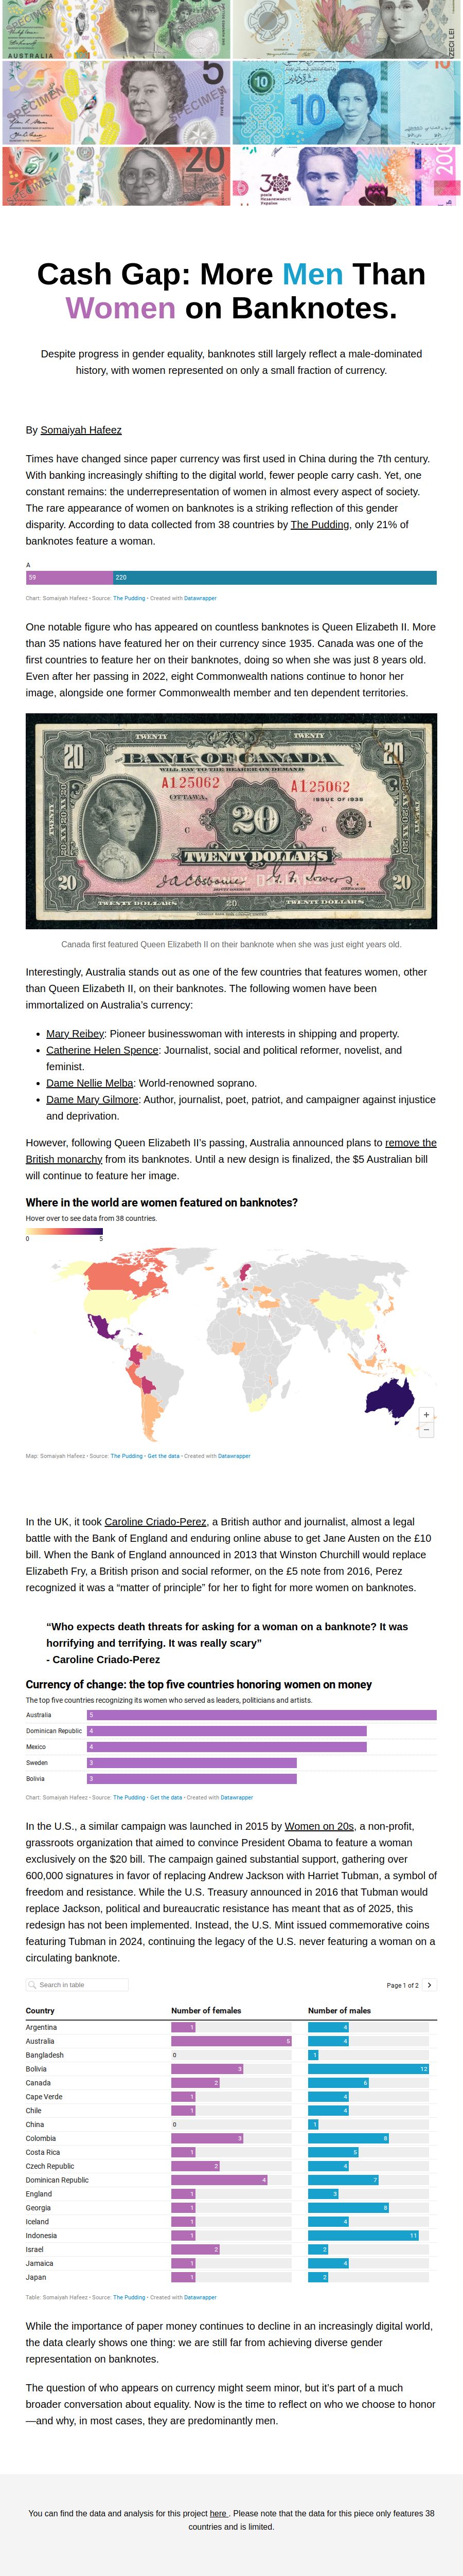 SPECIMEN
AUSTRALIA
5
SPECIMEN
10
10
20
200
Cash Gap: More Men Than
Women on Banknotes.
Despite progress in gender equality, banknotes still largely reflect a male-dominated
history, with women represented on only a small fraction of currency.
By Somaiyah Hafeez
Times have changed since paper currency was first used in China during the 7th century.
With banking increasingly shifting to the digital world, fewer people carry cash. Yet, one
constant remains: the underrepresentation of women in almost every aspect of society.
The rare appearance of women on banknotes is a striking reflection of this gender
disparity. According to data collected from 38 countries by The Pudding, only 21% of
banknotes feature a woman.
A
59 220
Chart: Somaiyah Hafeez • Source: The Pudding • Created with Datawrapper
One notable figure who has appeared on countless banknotes is Queen Elizabeth II. More
than 35 nations have featured her on their currency since 1935. Canada was one of the
first countries to feature her on their banknotes, doing so when she was just 8 years old.
Even after her passing in 2022, eight Commonwealth nations continue to honor her
image, alongside one former Commonwealth member and ten dependent territories.
TWENTY TWENTY
20 BANK OF CANADA 20
WILL PAY TO THE BEARER ON DEMAND
A125062 A125062
OTTAWA,
ISSUE OF 1935
C 20 C 1
TWENTY DOLLARS
20 20
TWENTY DOLLARS 20 TWENTY DOLLARS
Canada first featured Queen Elizabeth II on their banknote when she was just eight years old.
Interestingly, Australia stands out as one of the few countries that features women, other
than Queen Elizabeth II, on their banknotes. The following women have been
immortalized on Australia's currency:
• Mary Reibey: Pioneer businesswoman with interests in shipping and property.
• Catherine Helen Spence: Journalist, social and political reformer, novelist, and
feminist.
• Dame Nellie Melba: World-renowned soprano.
• Dame Mary Gilmore: Author, journalist, poet, patriot, and campaigner against injustice
and deprivation.
However, following Queen Elizabeth II's passing, Australia announced plans to remove the
British monarchy from its banknotes. Until a new design is finalized, the $5 Australian bill
will continue to feature her image.
Where in the world are women featured on banknotes?
Hover over to see data from 38 countries.
0 5
+
−
Map: Somaiyah Hafeez • Source: The Pudding • Get the data • Created with Datawrapper
In the UK, it took Caroline Criado-Perez, a British author and journalist, almost a legal
battle with the Bank of England and enduring online abuse to get Jane Austen on the £10
bill. When the Bank of England announced in 2013 that Winston Churchill would replace
Elizabeth Fry, a British prison and social reformer, on the £5 note from 2016, Perez
recognized it was a “matter of principle” for her to fight for more women on banknotes.
“Who expects death threats for asking for a woman on a banknote? It was
horrifying and terrifying. It was really scary”
- Caroline Criado-Perez
Currency of change: the top five countries honoring women on money
The top five countries recognizing its women who served as leaders, politicians and artists.
Australia 5
Dominican Republic 4
Mexico 4
Sweden 3
Bolivia 3
Chart: Somaiyah Hafeez • Source: The Pudding • Get the data • Created with Datawrapper
In the U.S., a similar campaign was launched in 2015 by Women on 20s, a non-profit,
grassroots organization that aimed to convince President Obama to feature a woman
exclusively on the $20 bill. The campaign gained substantial support, gathering over
600,000 signatures in favor of replacing Andrew Jackson with Harriet Tubman, a symbol of
freedom and resistance. While the U.S. Treasury announced in 2016 that Tubman would
replace Jackson, political and bureaucratic resistance has meant that as of 2025, this
redesign has not been implemented. Instead, the U.S. Mint issued commemorative coins
featuring Tubman in 2024, continuing the legacy of the U.S. never featuring a woman on a
circulating banknote.
Search in table Page 1 of 2 >
Country Number of females Number of males
Argentina 1 4
Australia 5 4
Bangladesh 0 1
Bolivia 3 12
Canada 2 6
Cape Verde 1 4
Chile 1 4
China 0 1
Colombia 3 8
Costa Rica 1 5
Czech Republic 2 4
Dominican Republic 4 7
England 1 3
Georgia 1 8
Iceland 1 4
Indonesia 1 11
Israel 2 2
Jamaica 1 4
Japan 1 2
Table: Somaiyah Hafeez • Source: The Pudding • Created with Datawrapper
While the importance of paper money continues to decline in an increasingly digital world,
the data clearly shows one thing: we are still far from achieving diverse gender
representation on banknotes.
The question of who appears on currency might seem minor, but it's part of a much
broader conversation about equality. Now is the time to reflect on who we choose to honor
—and why, in most cases, they are predominantly men.
You can find the data and analysis for this project here . Please note that the data for this piece only features 38
countries and is limited.